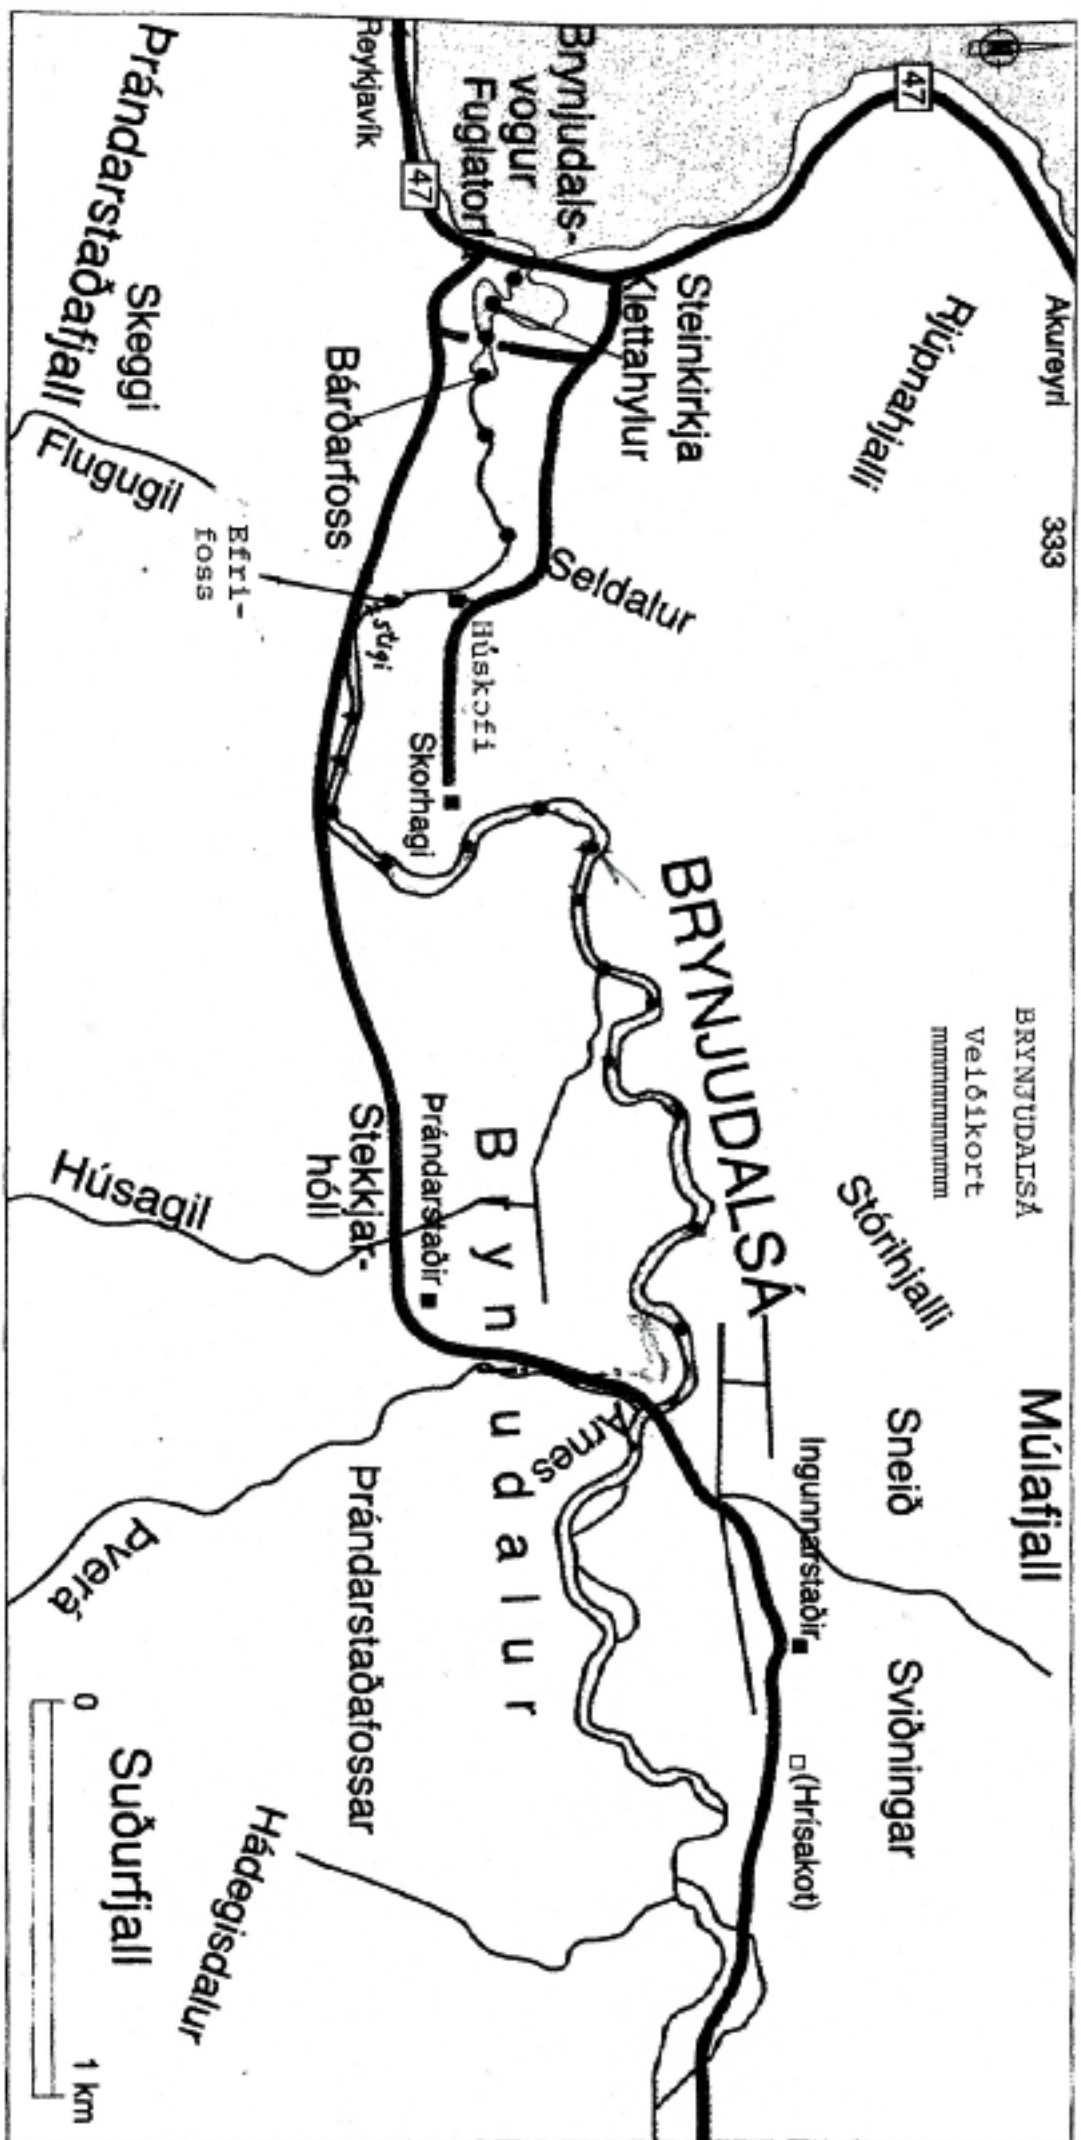 Akureyri 333
47
Rjúpnahjalli
BRYNJUDALSÁ
Veiðikort
mmmmmmmmm
Múlafjall
Stórihjalli
Sneið
Sviðningar
Steinkirkja
Klettahylur
Seldalur
BRYNJUDALSÁ
Ingunnarstaðir
(Hrísakot)
Brynjudals-
vogur
Fuglatorf
Húskofi
Skorhagi
Brynjudalur
Árnes
Reykjavík
47
Stigi
Þrándarstaðir
Stekkjar-
hóll
Bárðarfoss
Efri-
foss
Þrándarstaðafossar
Þrándarstaðafjall
Skeggi
Flugugil
Húsagil
Þverá
Hádegisdalur
Suðurfjall
0 1 km